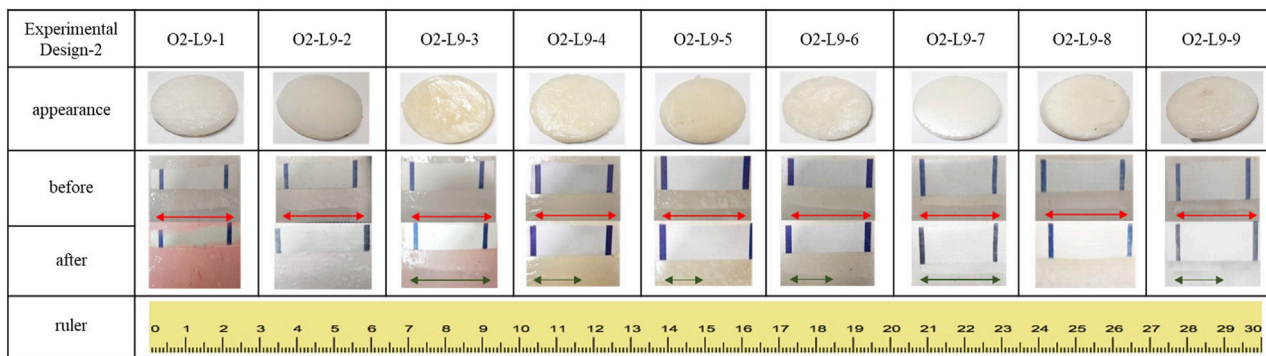 Experimental
Design-2
O2-L9-1 O2-L9-2 O2-L9-3 O2-L9-4 O2-L9-5 O2-L9-6 O2-L9-7 O2-L9-8 O2-L9-9
appearance
before
after
ruler
0 1 2 3 4 5 6 7 8 9 10 11 12 13 14 15 16 17 18 19 20 21 22 23 24 25 26 27 28 29 30